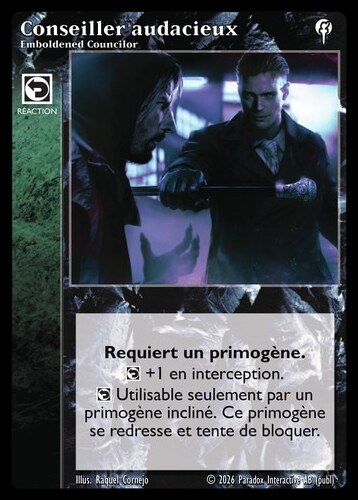 Conseiller audacieux
Emboldened Councilor
REACTION
Requiert un primogène.
+1 en interception.
Utilisable seulement par un
primogène incliné. Ce primogène
se redresse et tente de bloquer.
Illus. Raquel Cornejo
© 2026 Paradox Interactive AB (publ)